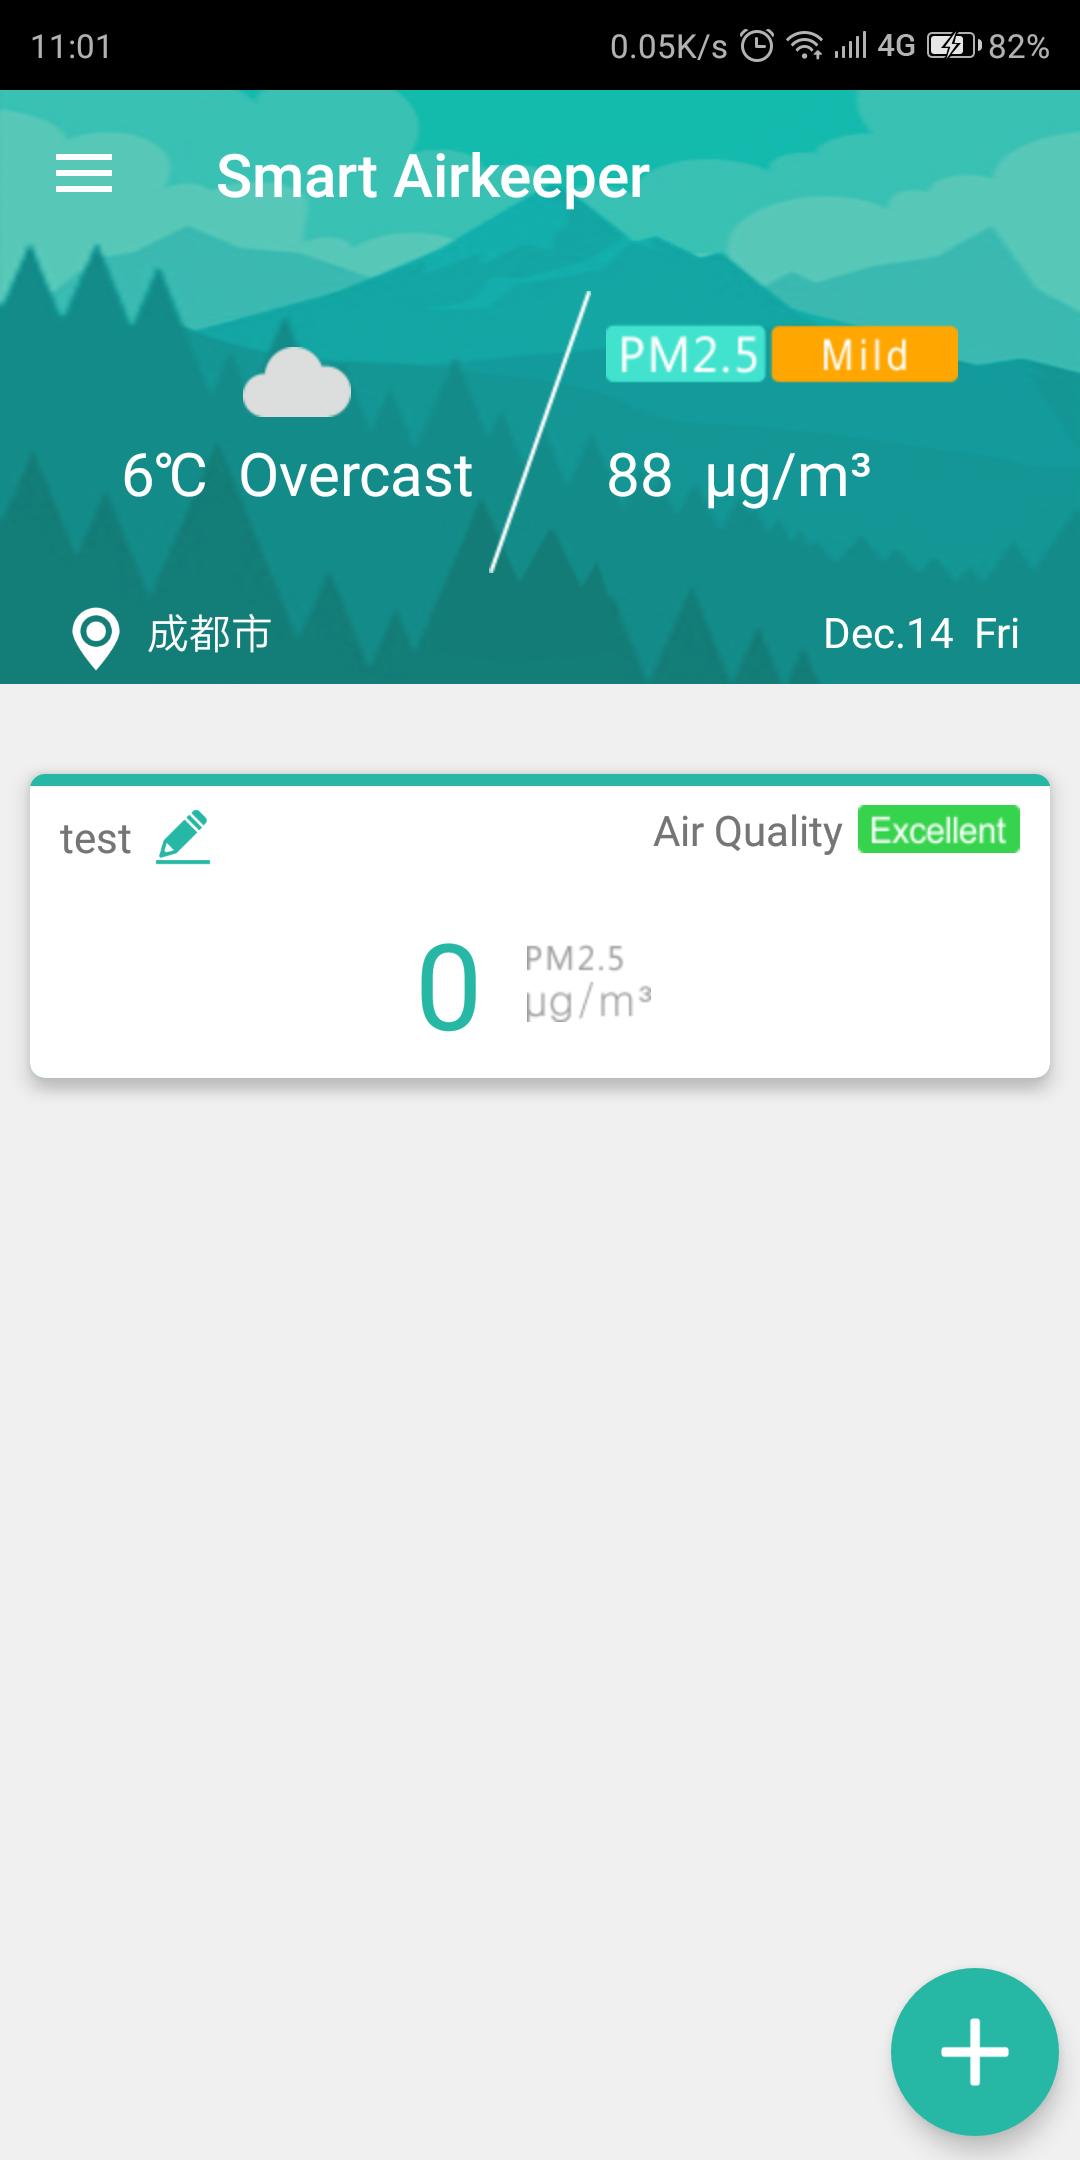 11:01 0.05K/s 4G 82%
Smart Airkeeper
PM2.5 Mild
6℃ Overcast 88 µg/m³
成都市 Dec.14 Fri
test Air Quality Excellent
0 PM2.5
µg/m³